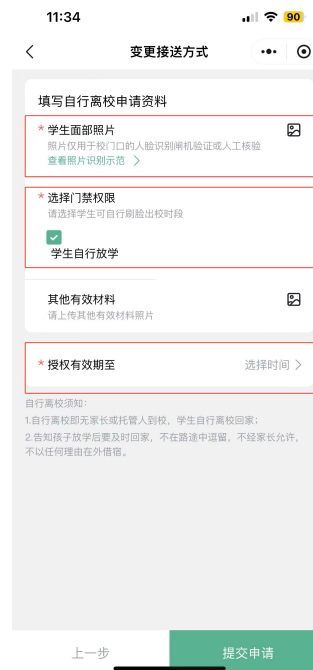 11:34
90
变更接送方式
填写自行离校申请资料
* 学生面部照片
照片仅用于校门口的人脸识别闸机验证或人工核验
查看照片识别示范 >
* 选择门禁权限
请选择学生可自行刷脸出校时段
学生自行放学
其他有效材料
请上传其他有效材料照片
* 授权有效期至 选择时间 >
自行离校须知：
1.自行离校即无家长或托管人到校，学生自行离校回家；
2.告知孩子放学后要及时回家，不在路途中逗留，不经家长允许，
不以任何理由在外借宿。
上一步 提交申请